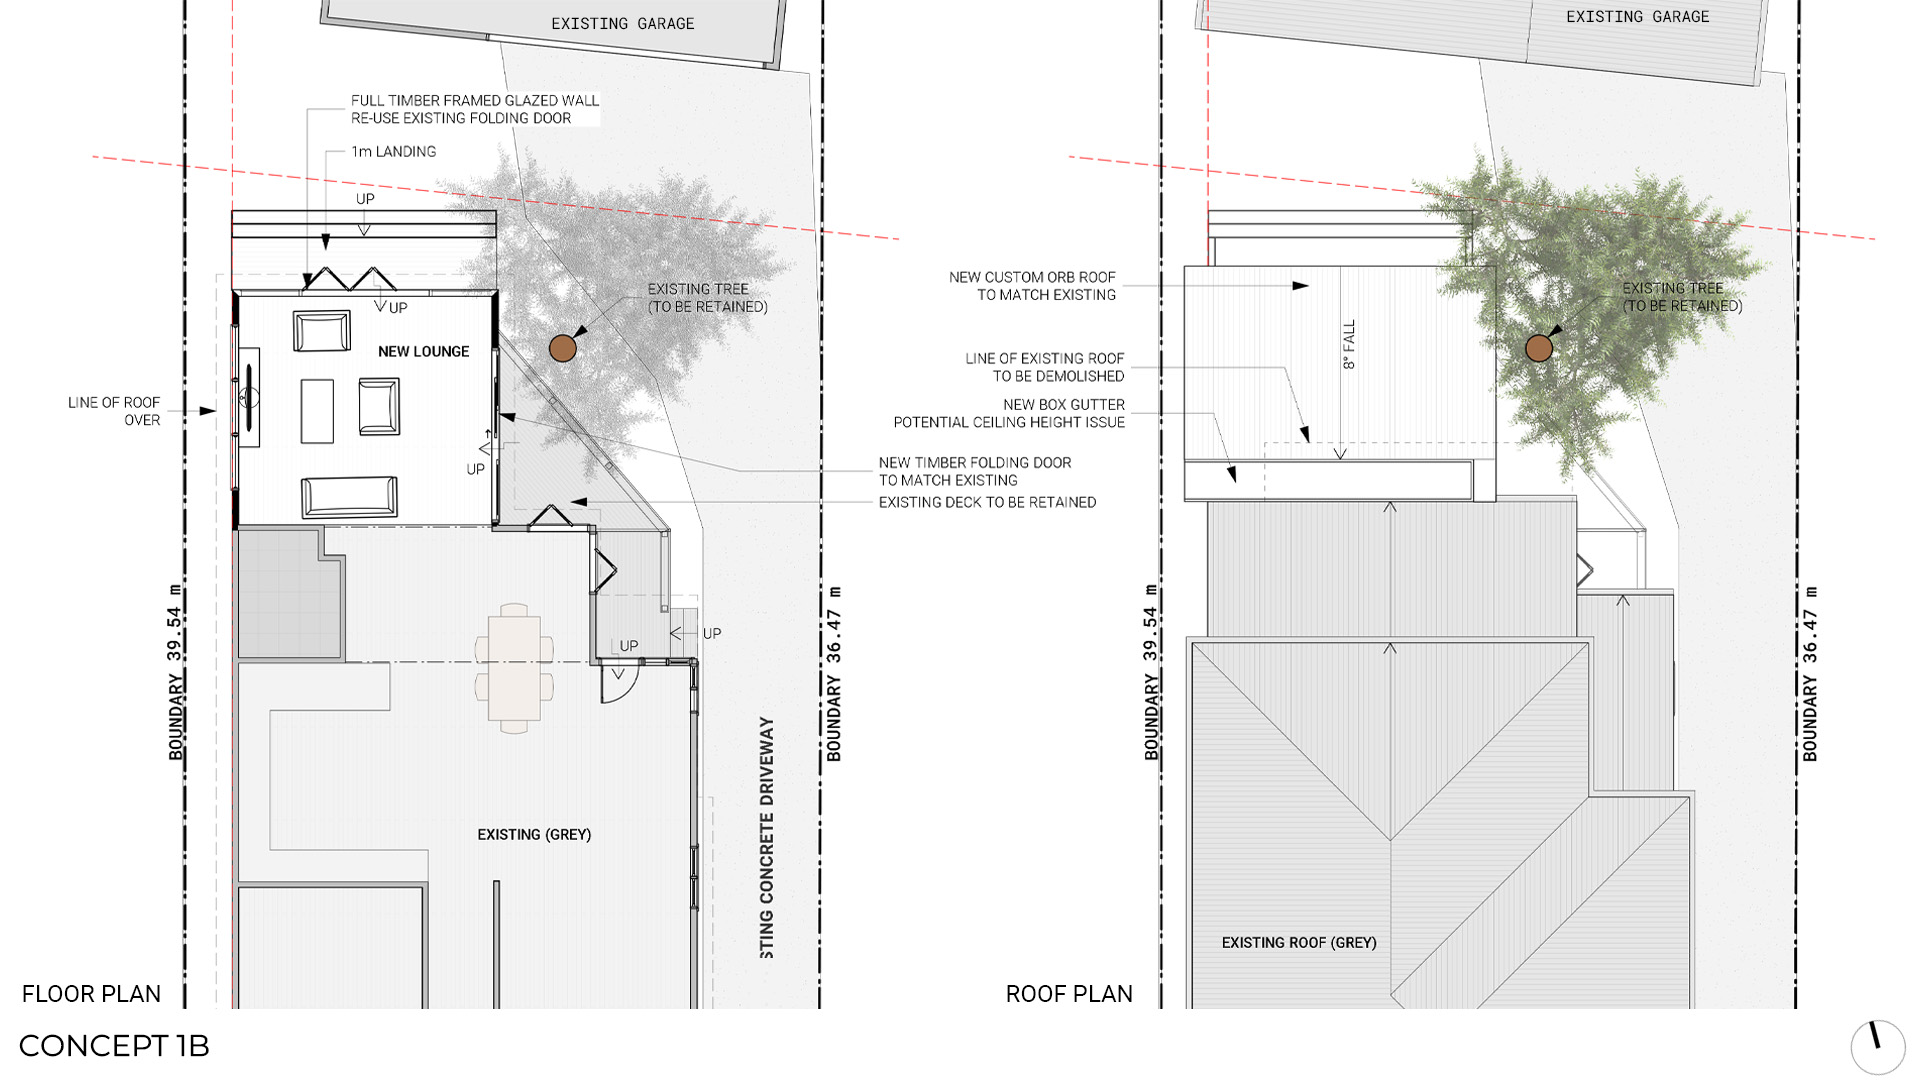 EXISTING GARAGE
FULL TIMBER FRAMED GLAZED WALL
RE-USE EXISTING FOLDING DOOR
1m LANDING
UP
UP
EXISTING TREE
(TO BE RETAINED)
NEW LOUNGE
LINE OF ROOF
OVER
UP
NEW TIMBER FOLDING DOOR
TO MATCH EXISTING
EXISTING DECK TO BE RETAINED
UP
UP
BOUNDARY 39.54 m
BOUNDARY 36.47 m
STING CONCRETE DRIVEWAY
EXISTING (GREY)
FLOOR PLAN
EXISTING GARAGE
NEW CUSTOM ORB ROOF
TO MATCH EXISTING
EXISTING TREE
(TO BE RETAINED)
8° FALL
LINE OF EXISTING ROOF
TO BE DEMOLISHED
NEW BOX GUTTER
POTENTIAL CEILING HEIGHT ISSUE
BOUNDARY 39.54 m
BOUNDARY 36.47 m
EXISTING ROOF (GREY)
ROOF PLAN
CONCEPT 1B